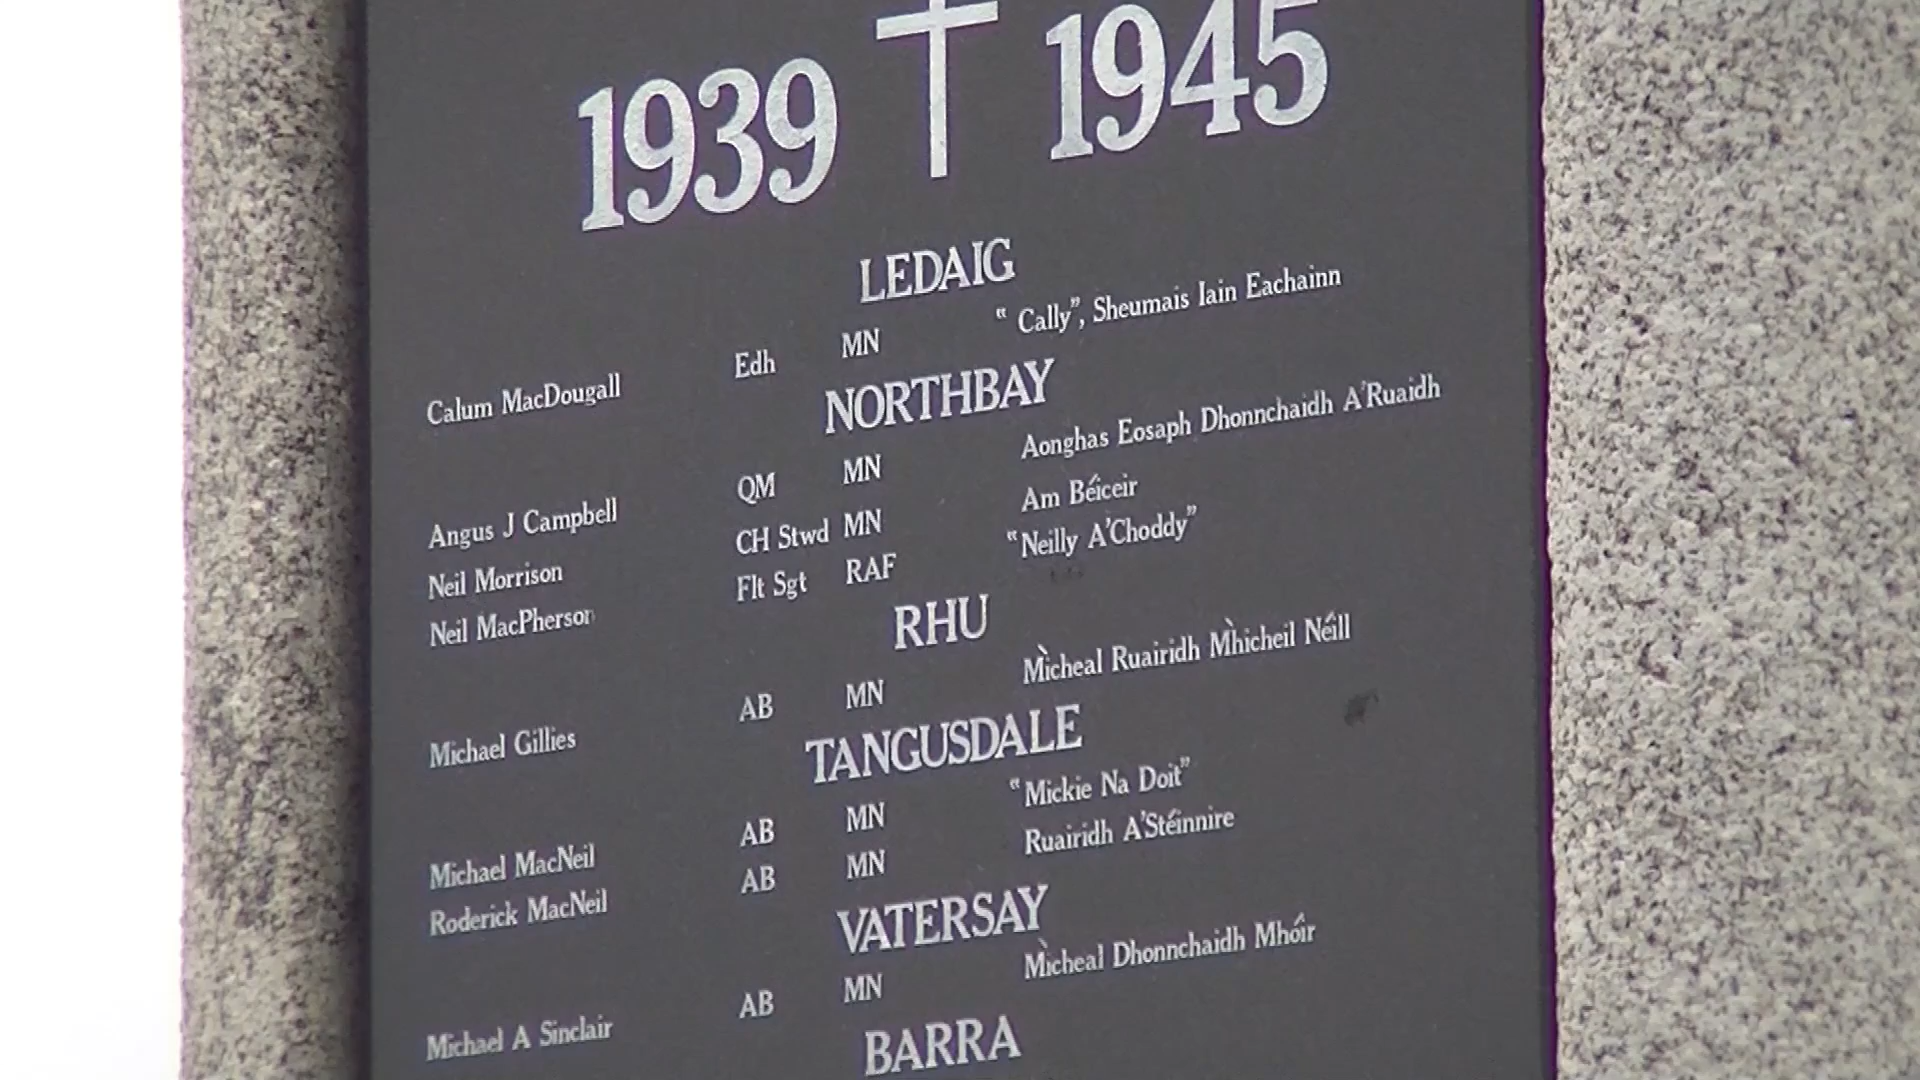 1939 1945
LEDAIG
Calum MacDougall Edh MN “ Cally”, Sheumais Iain Eachainn
NORTHBAY
Angus J Campbell QM MN Aonghas Eosaph Dhonnchaidh A'Ruaidh
Neil Morrison CH Stwd MN Am Béiceir
Neil MacPherson Flt Sgt RAF “Neilly A'Choddy”
RHU
Michael Gillies AB MN Mìcheal Ruairidh Mhìcheil Néill
TANGUSDALE
Michael MacNeil AB MN “Mickie Na Doit”
Roderick MacNeil AB MN Ruairidh A'Stéinnire
VATERSAY
Michael A Sinclair AB MN Mìcheal Dhonnchaidh Mhóir
BARRA